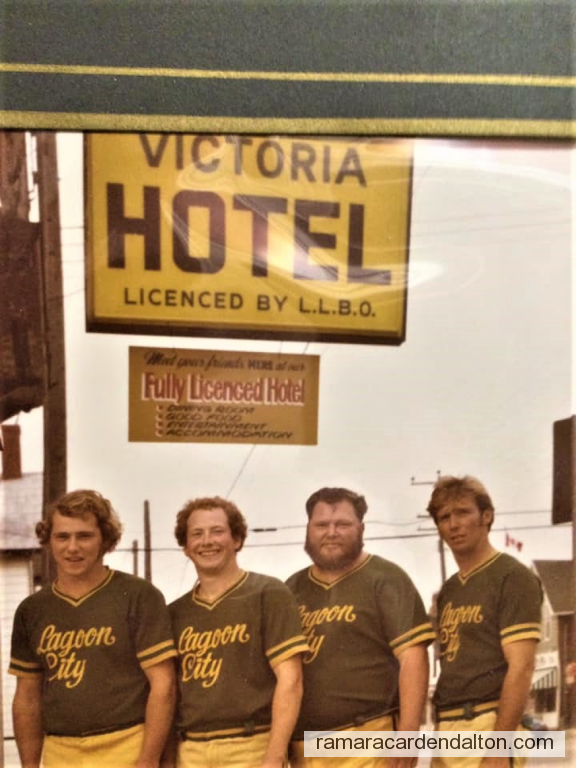 VICTORIA
HOTEL
LICENCED BY L.L.B.O.
Meet your friends HERE at our
Fully Licenced Hotel
DINING ROOM
GOOD FOOD
ENTERTAINMENT
ACCOMMODATION
Lagoon
City
Lagoon
City
Lagoon
City
Lagoon
City
ramaracardendalton.com